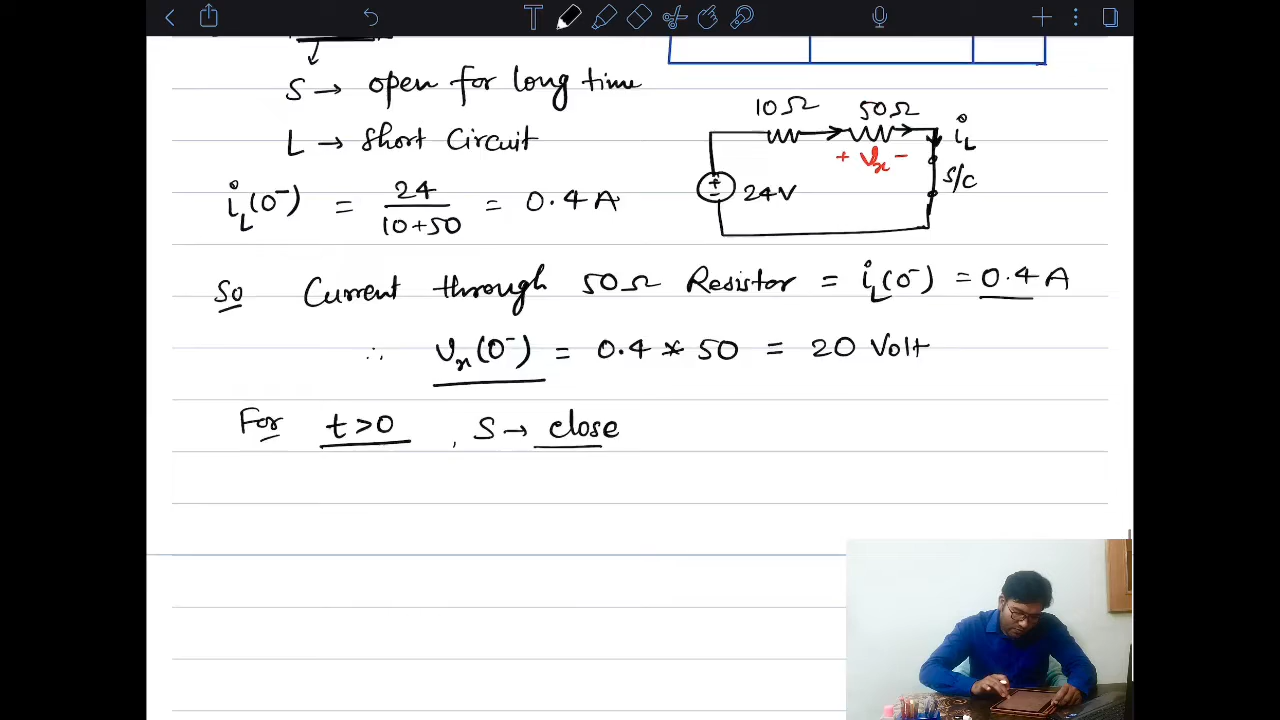 S → open for long time
L → Short Circuit
10Ω 50Ω
+ vx −
iL
S/C
+
−
24V
iL(0⁻) = 24 / 10+50 = 0.4 A
So Current through 50Ω Resistor = iL(0⁻) = 0.4 A
∴ vx(0⁻) = 0.4 * 50 = 20 Volt
For t>0 , S → close